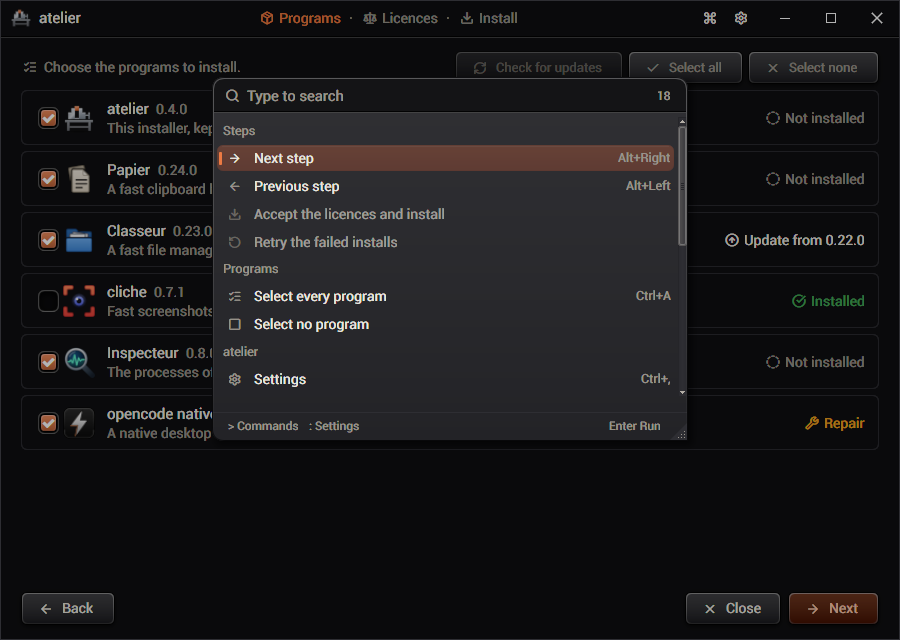 atelier
Programs · Licences · Install
Choose the programs to install.
Check for updates
Select all
Select none
Type to search
18
Steps
Next step Alt+Right
Previous step Alt+Left
Accept the licences and install
Retry the failed installs
Programs
Select every program Ctrl+A
Select no program
atelier
Settings Ctrl+,
> Commands : Settings Enter Run
atelier 0.4.0
This installer,
Not installed
Papier 0.24.0
A fast clipboard
Not installed
Classeur 0.23.0
A fast file
Update from 0.22.0
cliche 0.7.1
Fast screenshots
Installed
Inspecteur 0.8.
The processes
Not installed
opencode
A native desktop
Repair
Back
Close
Next